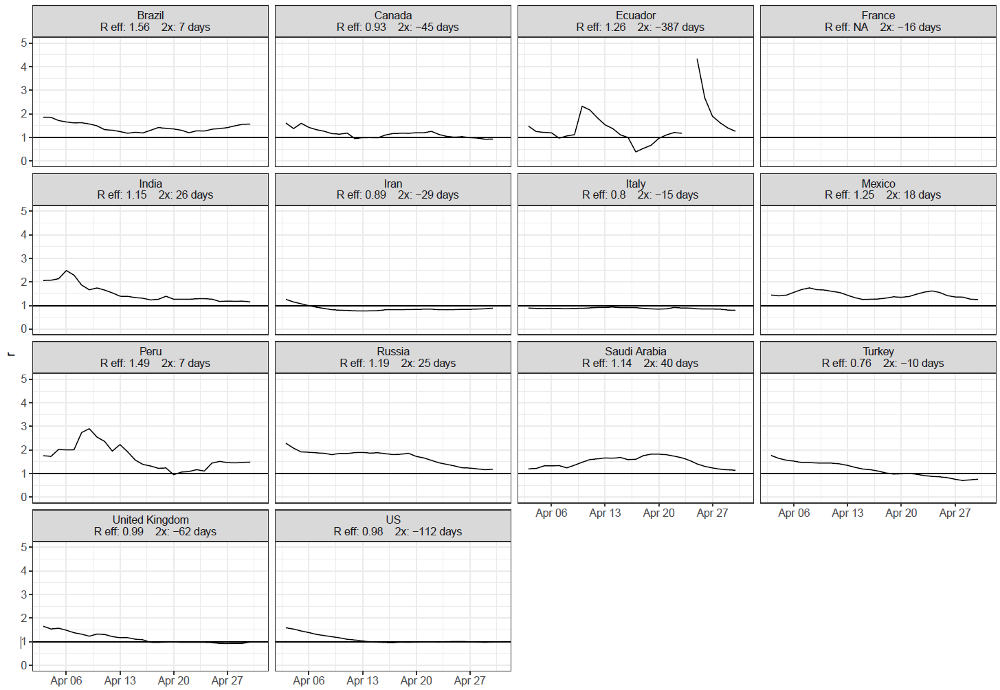 Brazil
R eff: 1.56 2x: 7 days
Canada
R eff: 0.93 2x: −45 days
Ecuador
R eff: 1.26 2x: −387 days
France
R eff: NA 2x: −16 days
5
4
3
2
1
0
India
R eff: 1.15 2x: 26 days
Iran
R eff: 0.89 2x: −29 days
Italy
R eff: 0.8 2x: −15 days
Mexico
R eff: 1.25 2x: 18 days
5
4
3
2
1
0
r
Peru
R eff: 1.49 2x: 7 days
Russia
R eff: 1.19 2x: 25 days
Saudi Arabia
R eff: 1.14 2x: 40 days
Turkey
R eff: 0.76 2x: −10 days
5
4
3
2
1
0
Apr 06 Apr 13 Apr 20 Apr 27
Apr 06 Apr 13 Apr 20 Apr 27
United Kingdom
R eff: 0.99 2x: −62 days
US
R eff: 0.98 2x: −112 days
5
4
3
2
1
0
Apr 06 Apr 13 Apr 20 Apr 27
Apr 06 Apr 13 Apr 20 Apr 27